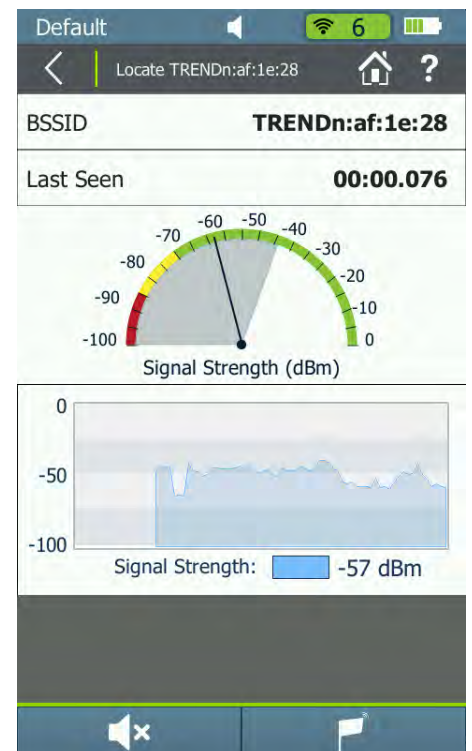 Default 6
Locate TRENDn:af:1e:28 ?
BSSID TRENDn:af:1e:28
Last Seen 00:00.076
-100 -90 -80 -70 -60 -50 -40 -30 -20 -10 0
Signal Strength (dBm)
0
-50
-100
Signal Strength: -57 dBm